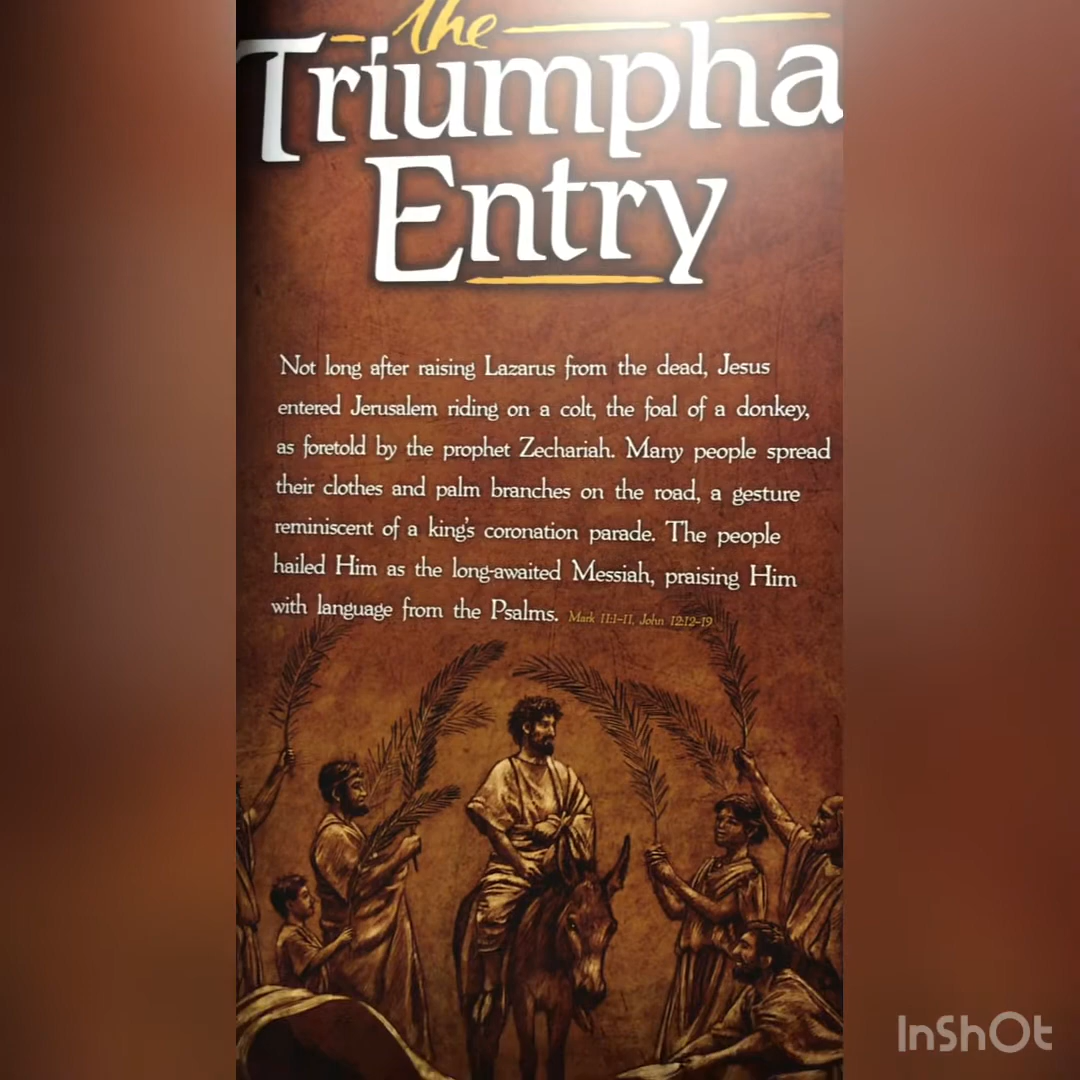 the
Triumpha
Entry
Not long after raising Lazarus from the dead, Jesus
entered Jerusalem riding on a colt, the foal of a donkey,
as foretold by the prophet Zechariah. Many people spread
their clothes and palm branches on the road, a gesture
reminiscent of a king's coronation parade. The people
hailed Him as the long-awaited Messiah, praising Him
with language from the Psalms. Mark 11:1–11, John 12:12–19
InShOt